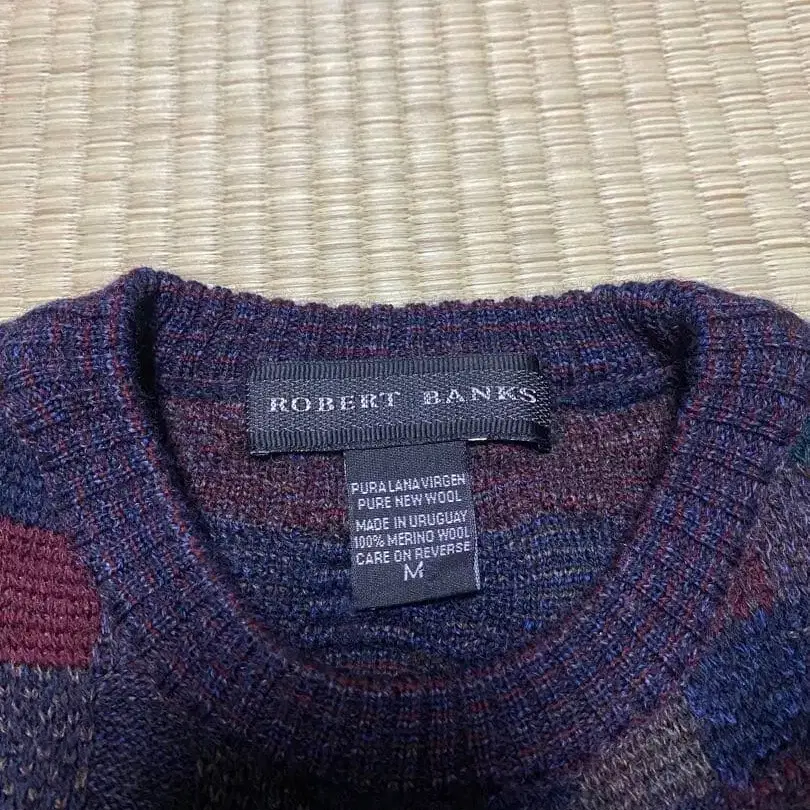 ROBERT BANKS
PURA LANA VIRGEN
PURE NEW WOOL
MADE IN URUGUAY
100% MERINO WOOL
CARE ON REVERSE
M